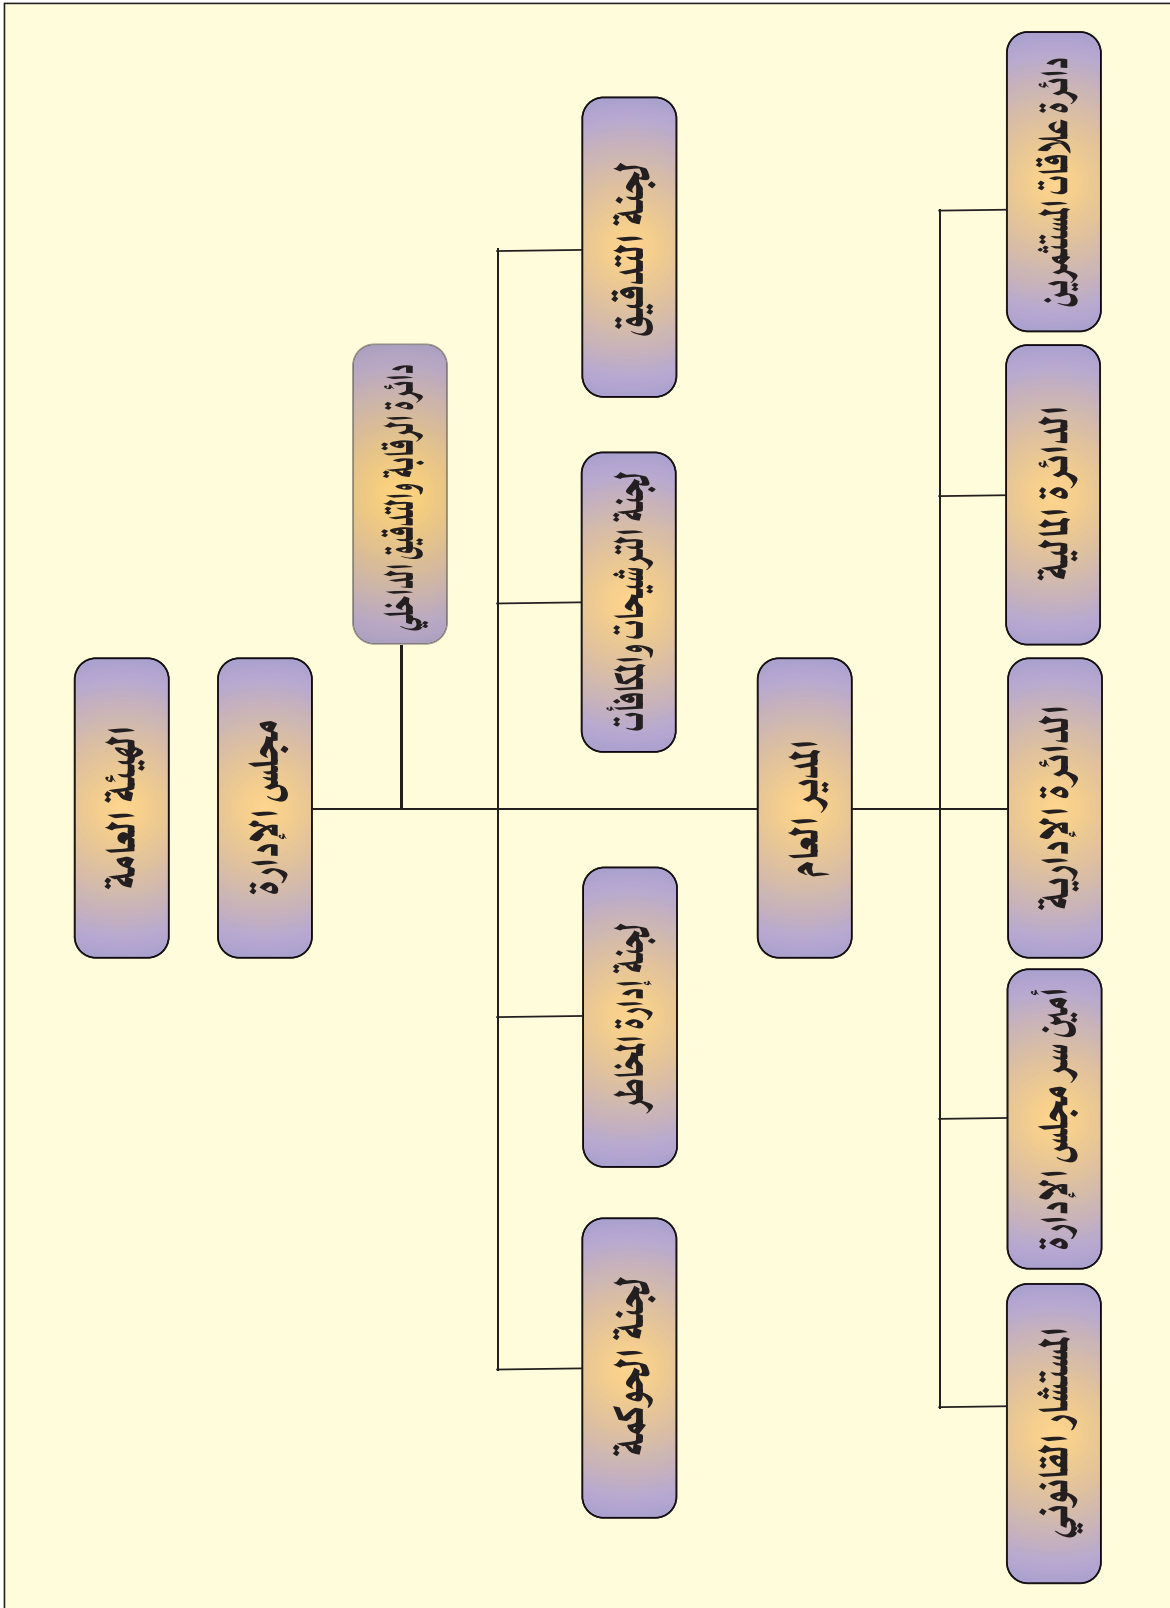 الهيئة العامة
مجلس الإدارة
دائرة الرقابة والتدقيق الداخلي
لجنة التدقيق
لجنة الترشيحات والمكافأت
لجنة إدارة المخاطر
لجنة الحوكمة
المدير العام
دائرة علاقات المستثمرين
الدائرة المالية
الدائرة الإدارية
أمين سر مجلس الإدارة
المستشار القانوني